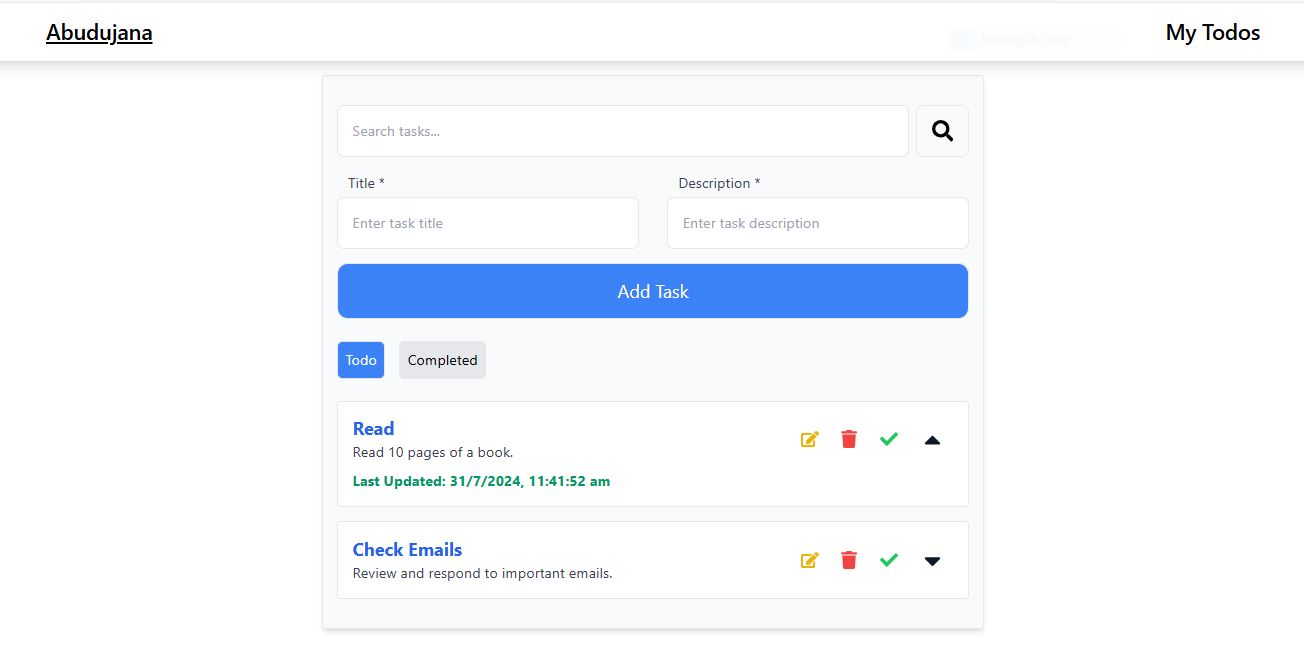 Abudujana
My Todos
Rectangular Snip
Search tasks...
Title *
Description *
Enter task title
Enter task description
Add Task
Todo
Completed
Read
Read 10 pages of a book.
Last Updated: 31/7/2024, 11:41:52 am
Check Emails
Review and respond to important emails.